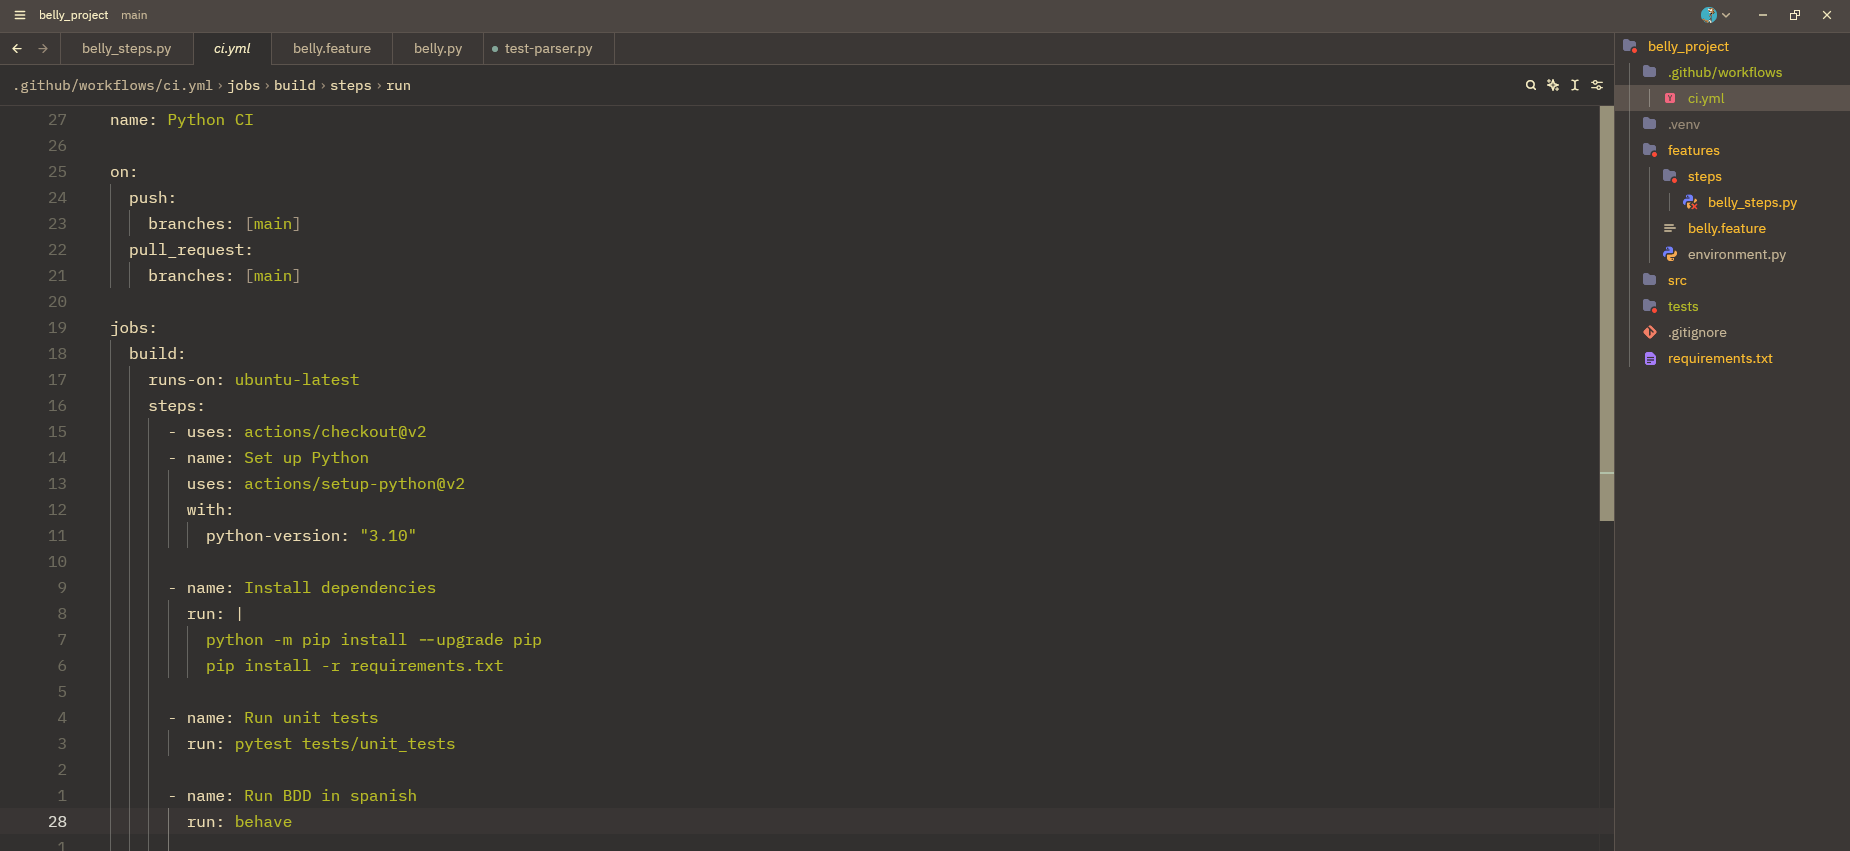 belly_project main
belly_steps.py ci.yml belly.feature belly.py test-parser.py
.github/workflows/ci.yml › jobs › build › steps › run
27 name: Python CI
26
25 on:
24 push:
23 branches: [main]
22 pull_request:
21 branches: [main]
20
19 jobs:
18 build:
17 runs-on: ubuntu-latest
16 steps:
15 - uses: actions/checkout@v2
14 - name: Set up Python
13 uses: actions/setup-python@v2
12 with:
11 python-version: "3.10"
10
9 - name: Install dependencies
8 run: |
7 python -m pip install --upgrade pip
6 pip install -r requirements.txt
5
4 - name: Run unit tests
3 run: pytest tests/unit_tests
2
1 - name: Run BDD in spanish
28 run: behave
1
belly_project
.github/workflows
ci.yml
.venv
features
steps
belly_steps.py
belly.feature
environment.py
src
tests
.gitignore
requirements.txt